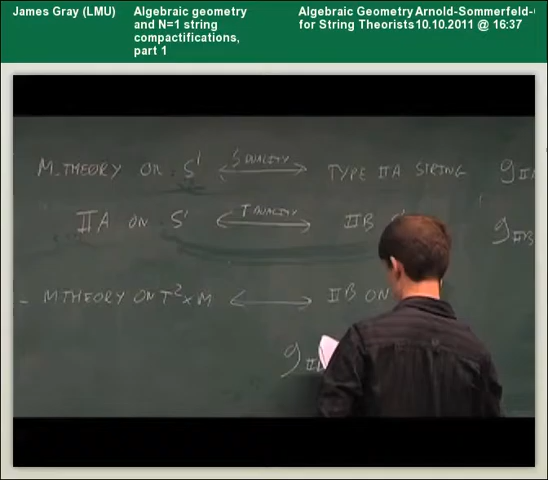 James Gray (LMU)
Algebraic geometry
and N=1 string
compactifications,
part 1
Algebraic Geometry
for String Theorists
Arnold-Sommerfeld-
10.10.2011 @ 16:37
M-THEORY ON S¹ S DUALITY TYPE IIA STRING
IIA ON S¹ T DUALITY IIB
- M THEORY ON T² × M IIB ON
g
g IIB
g